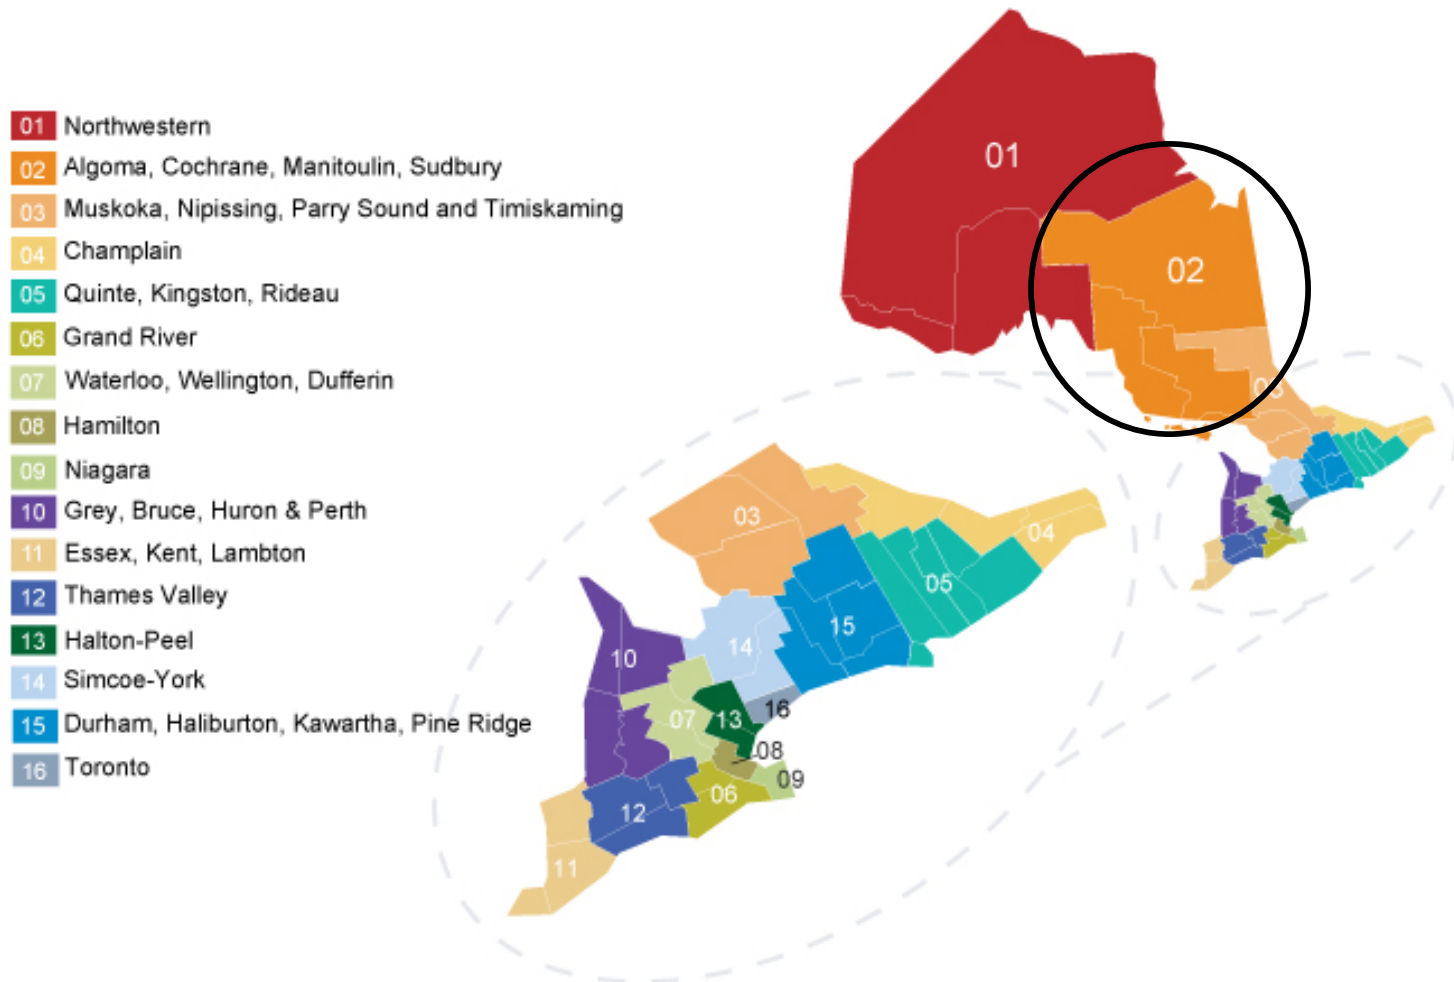 01 Northwestern
02 Algoma, Cochrane, Manitoulin, Sudbury
03 Muskoka, Nipissing, Parry Sound and Timiskaming
04 Champlain
05 Quinte, Kingston, Rideau
06 Grand River
07 Waterloo, Wellington, Dufferin
08 Hamilton
09 Niagara
10 Grey, Bruce, Huron & Perth
11 Essex, Kent, Lambton
12 Thames Valley
13 Halton-Peel
14 Simcoe-York
15 Durham, Haliburton, Kawartha, Pine Ridge
16 Toronto
01
02
03
03
04
05
15
14
10
16
07
13
08
09
06
12
11